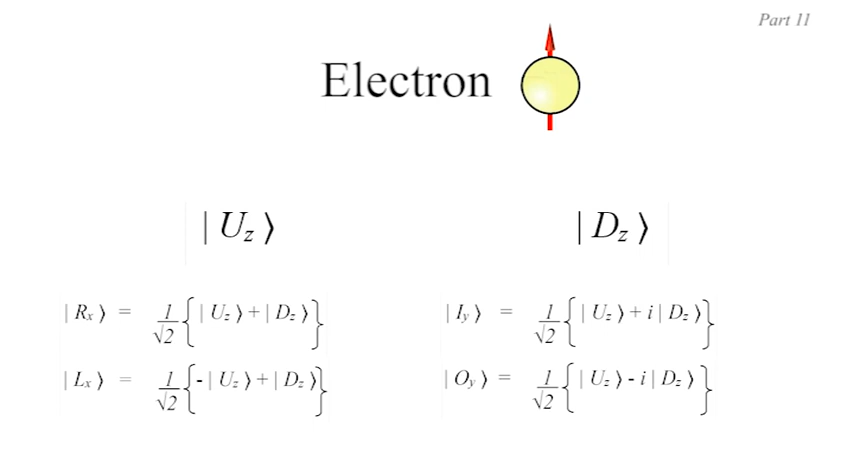 Part 11
Electron
| U_z ⟩
| D_z ⟩
| R_x ⟩ = 1/√2 { | U_z ⟩ + | D_z ⟩ }
| I_y ⟩ = 1/√2 { | U_z ⟩ + i | D_z ⟩ }
| L_x ⟩ = 1/√2 { - | U_z ⟩ + | D_z ⟩ }
| O_y ⟩ = 1/√2 { | U_z ⟩ - i | D_z ⟩ }